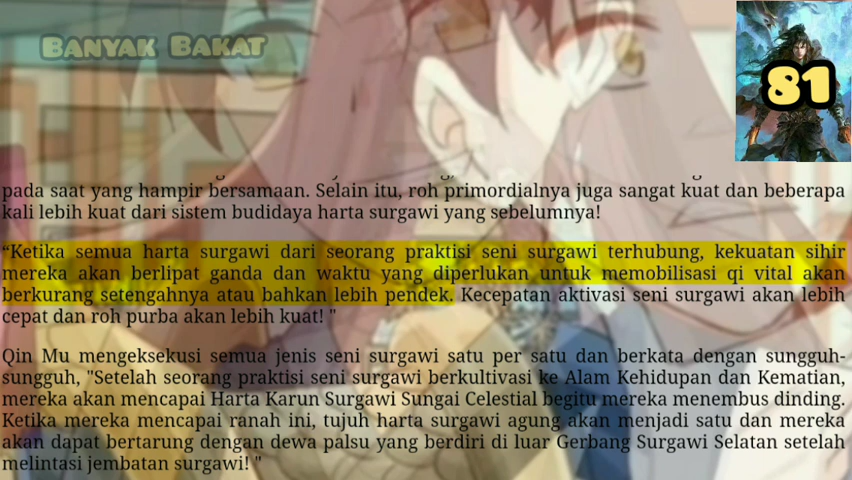 Banyak Bakat
81
pada saat yang hampir bersamaan. Selain itu, roh primordialnya juga sangat kuat dan beberapa
kali lebih kuat dari sistem budidaya harta surgawi yang sebelumnya!
“Ketika semua harta surgawi dari seorang praktisi seni surgawi terhubung, kekuatan sihir
mereka akan berlipat ganda dan waktu yang diperlukan untuk memobilisasi qi vital akan
berkurang setengahnya atau bahkan lebih pendek. Kecepatan aktivasi seni surgawi akan lebih
cepat dan roh purba akan lebih kuat! "
Qin Mu mengeksekusi semua jenis seni surgawi satu per satu dan berkata dengan sungguh-
sungguh, "Setelah seorang praktisi seni surgawi berkultivasi ke Alam Kehidupan dan Kematian,
mereka akan mencapai Harta Karun Surgawi Sungai Celestial begitu mereka menembus dinding.
Ketika mereka mencapai ranah ini, tujuh harta surgawi agung akan menjadi satu dan mereka
akan dapat bertarung dengan dewa palsu yang berdiri di luar Gerbang Surgawi Selatan setelah
melintasi jembatan surgawi! "